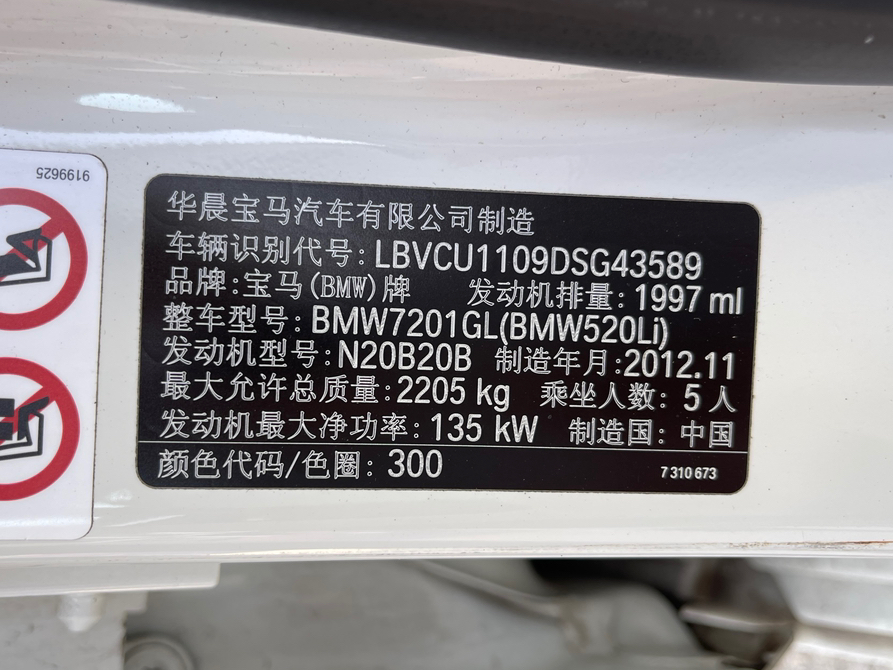 9199625
华晨宝马汽车有限公司制造
车辆识别代号:LBVCU1109DSG43589
品牌:宝马(BMW)牌 发动机排量:1997 ml
整车型号:BMW7201GL(BMW520Li)
发动机型号:N20B20B 制造年月:2012.11
最大允许总质量:2205 kg 乘坐人数:5人
发动机最大净功率:135 kW 制造国:中国
颜色代码/色圈:300 7 310 673